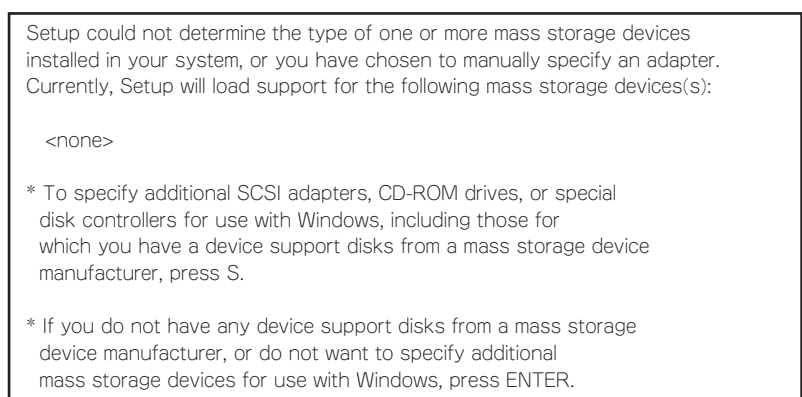 Setup could not determine the type of one or more mass storage devices
installed in your system, or you have chosen to manually specify an adapter.
Currently, Setup will load support for the following mass storage devices(s):
<none>
* To specify additional SCSI adapters, CD-ROM drives, or special
disk controllers for use with Windows, including those for
which you have a device support disks from a mass storage device
manufacturer, press S.
* If you do not have any device support disks from a mass storage
device manufacturer, or do not want to specify additional
mass storage devices for use with Windows, press ENTER.